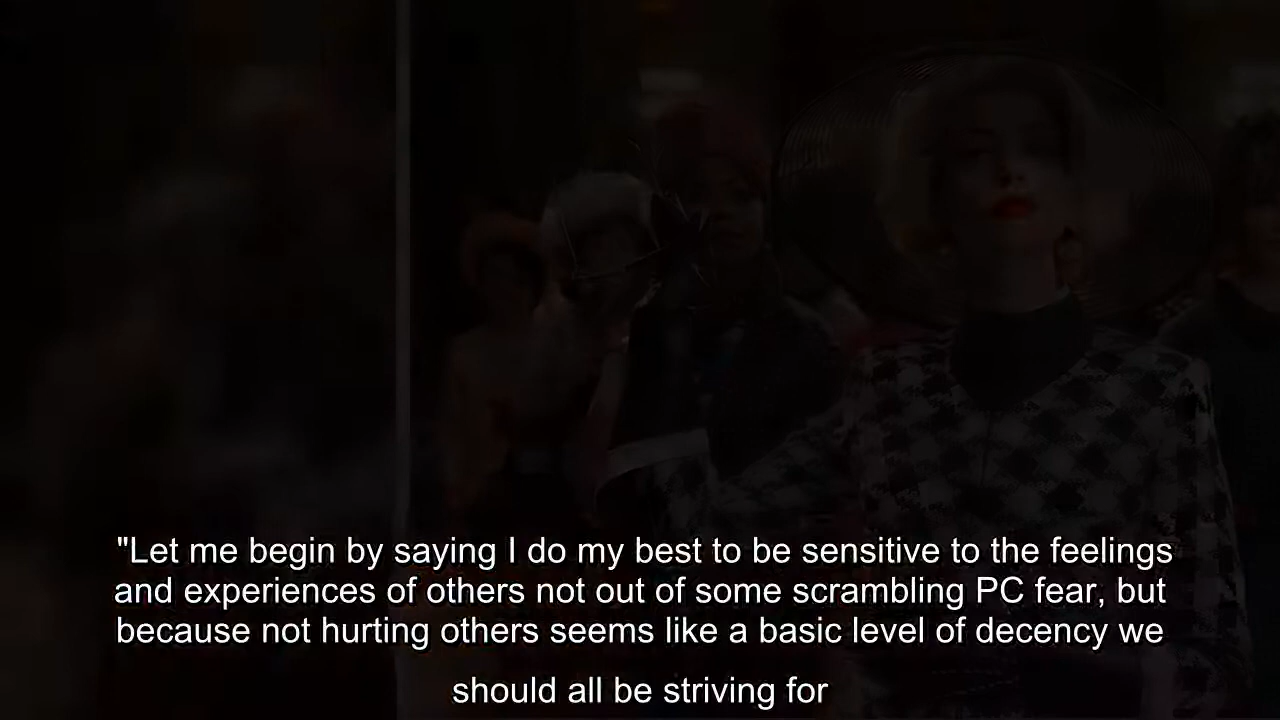 "Let me begin by saying I do my best to be sensitive to the feelings
and experiences of others not out of some scrambling PC fear, but
because not hurting others seems like a basic level of decency we
should all be striving for